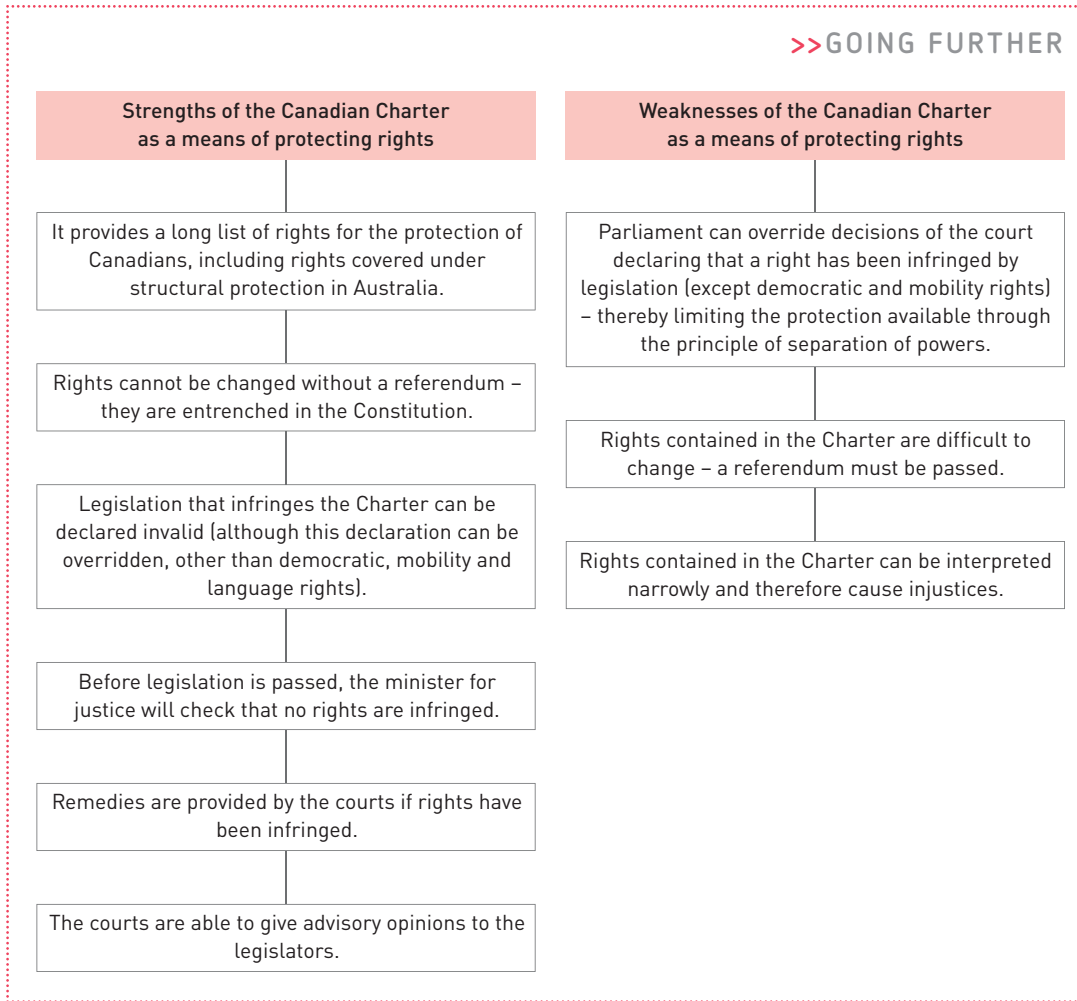 >>GOING FURTHER
Strengths of the Canadian Charter
as a means of protecting rights
It provides a long list of rights for the protection of
Canadians, including rights covered under
structural protection in Australia.
Rights cannot be changed without a referendum –
they are entrenched in the Constitution.
Legislation that infringes the Charter can be
declared invalid (although this declaration can be
overridden, other than democratic, mobility and
language rights).
Before legislation is passed, the minister for
justice will check that no rights are infringed.
Remedies are provided by the courts if rights have
been infringed.
The courts are able to give advisory opinions to the
legislators.
Weaknesses of the Canadian Charter
as a means of protecting rights
Parliament can override decisions of the court
declaring that a right has been infringed by
legislation (except democratic and mobility rights)
– thereby limiting the protection available through
the principle of separation of powers.
Rights contained in the Charter are difficult to
change – a referendum must be passed.
Rights contained in the Charter can be interpreted
narrowly and therefore cause injustices.